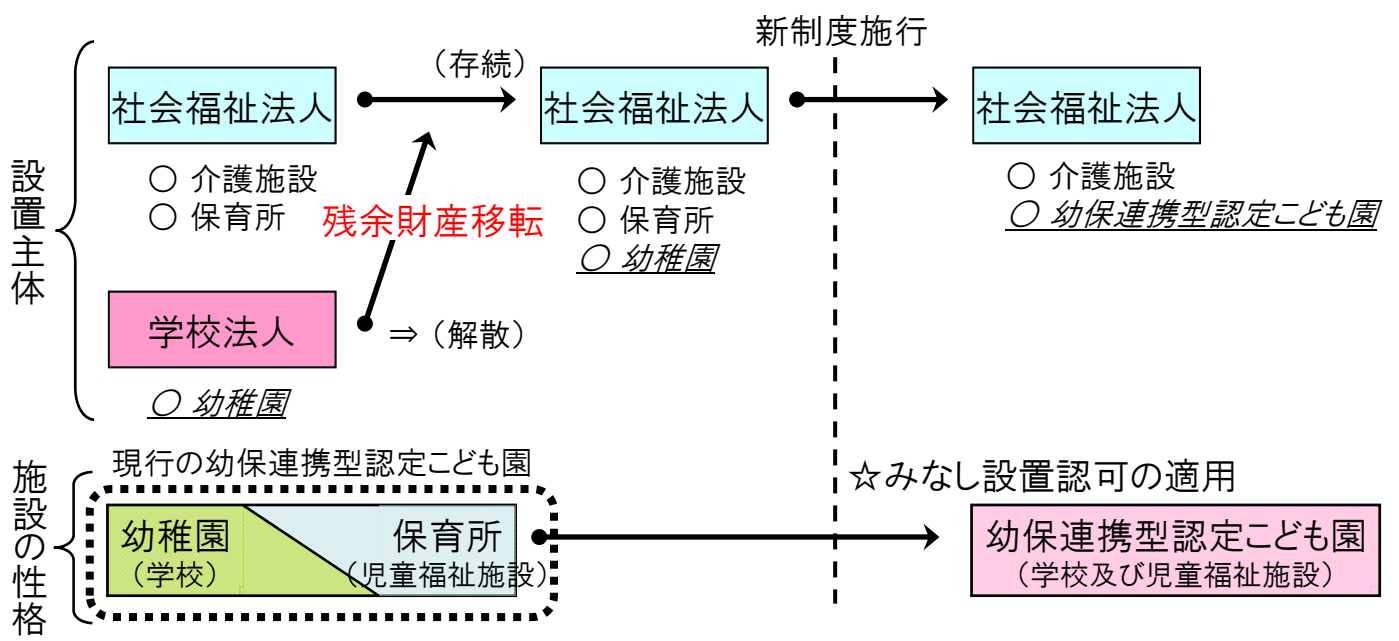 新制度施行
設置主体
社会福祉法人
○ 介護施設
○ 保育所
(存続)
残余財産移転
学校法人
⇒(解散)
○ 幼稚園
社会福祉法人
○ 介護施設
○ 保育所
○ 幼稚園
社会福祉法人
○ 介護施設
○ 幼保連携型認定こども園
施設の性格
現行の幼保連携型認定こども園
幼稚園
(学校)
保育所
(児童福祉施設)
☆みなし設置認可の適用
幼保連携型認定こども園
(学校及び児童福祉施設)